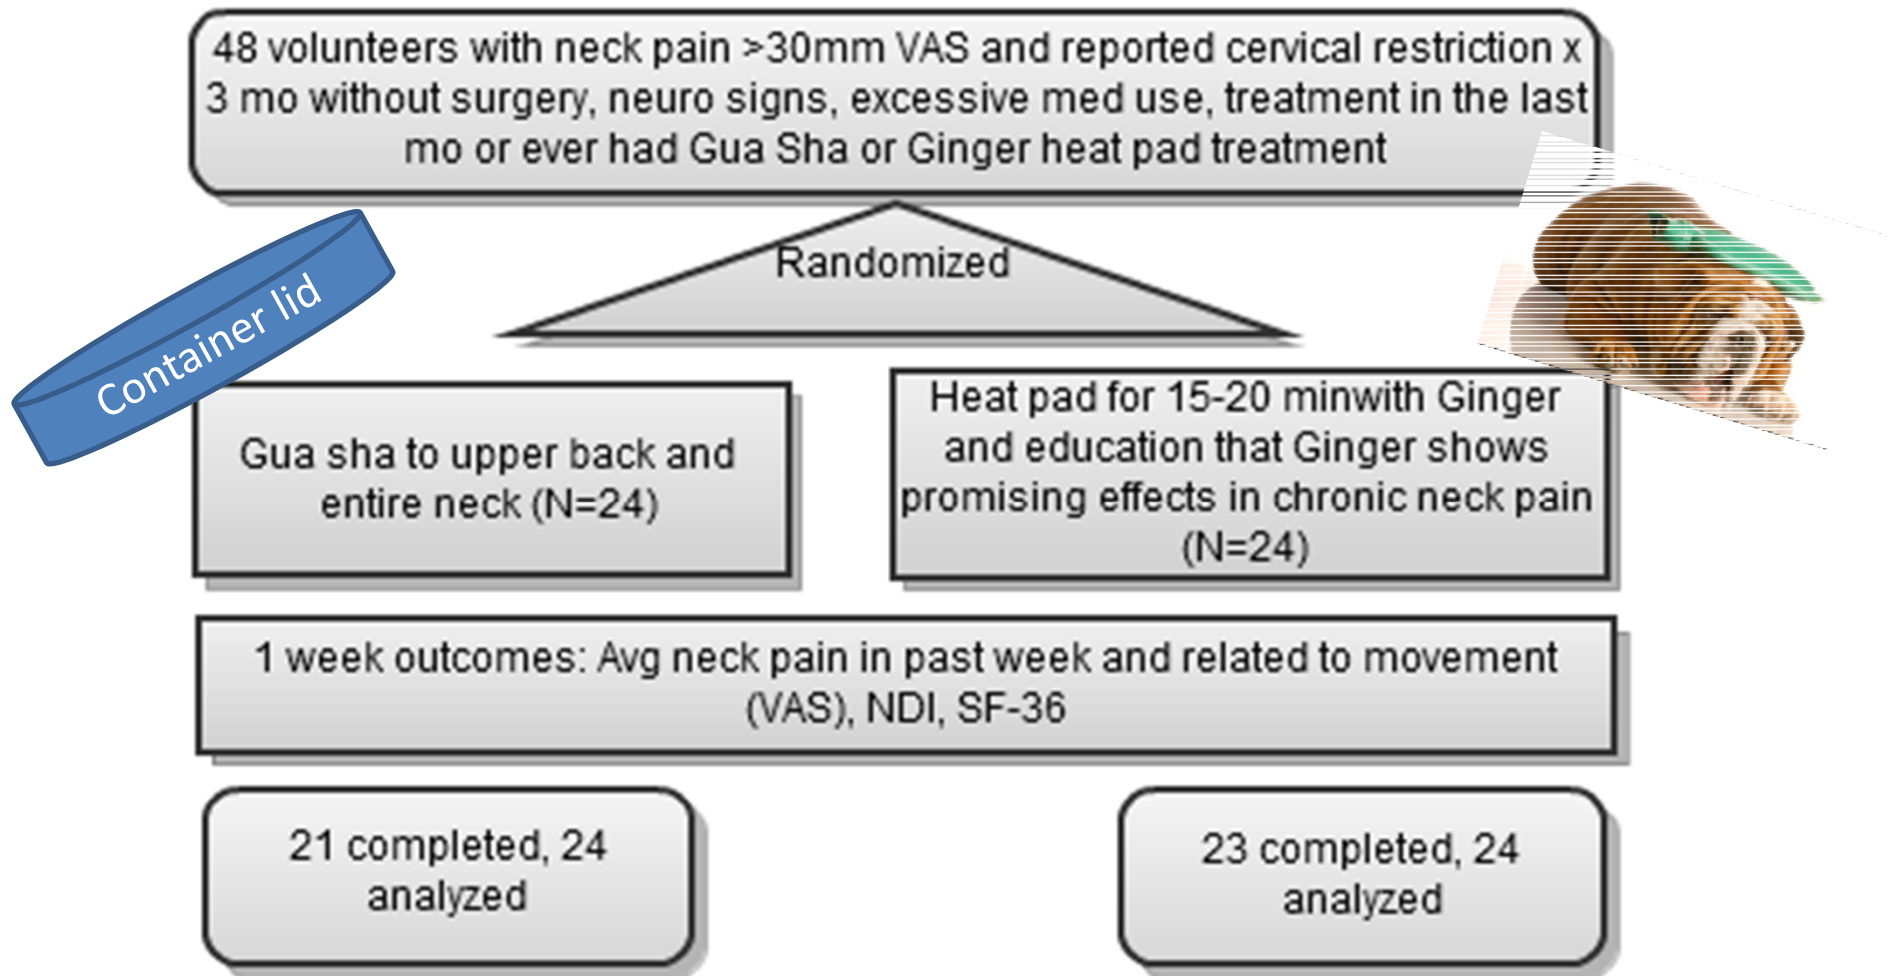 48 volunteers with neck pain >30mm VAS and reported cervical restriction x
3 mo without surgery, neuro signs, excessive med use, treatment in the last
mo or ever had Gua Sha or Ginger heat pad treatment
Randomized
Container lid
Gua sha to upper back and
entire neck (N=24)
Heat pad for 15-20 minwith Ginger
and education that Ginger shows
promising effects in chronic neck pain
(N=24)
1 week outcomes: Avg neck pain in past week and related to movement
(VAS), NDI, SF-36
21 completed, 24
analyzed
23 completed, 24
analyzed